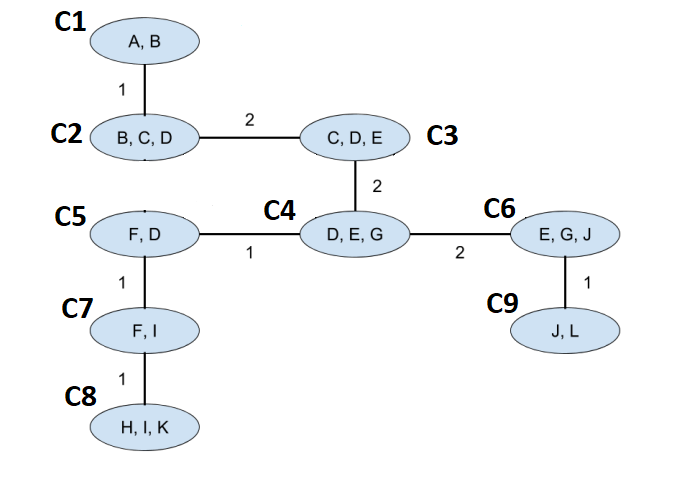 C1
A, B
1
C2
B, C, D
2
C, D, E
C3
2
C5
F, D
1
C4
D, E, G
2
C6
E, G, J
1
C7
F, I
1
C9
J, L
1
C8
H, I, K